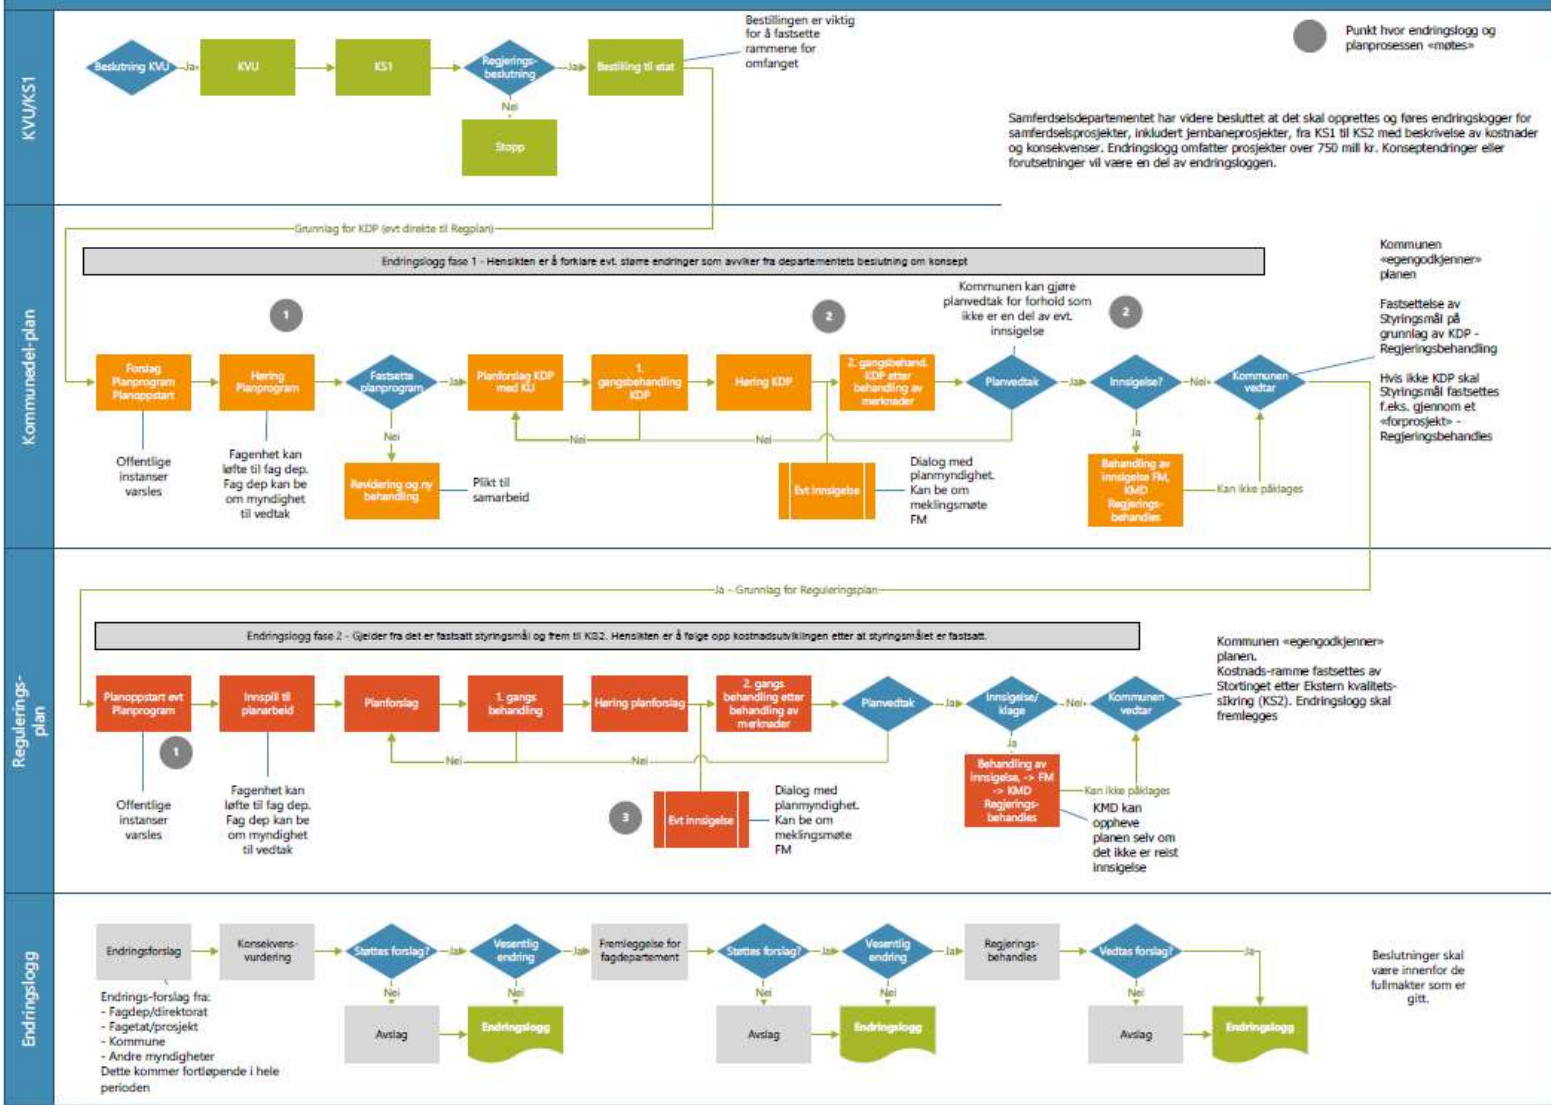 KVU/KS1
Beslutning KVU
Ja
KVU
KS1
Regjerings-
beslutning
Ja
Bestilling til etat
Nei
Stopp
Bestillingen er viktig
for å fastsette
rammene for
omfanget
Punkt hvor endringslogg og
planprosessen «møtes»
Samferdselsdepartementet har videre besluttet at det skal opprettes og føres endringslogger for
samferdselsprosjekter, inkludert jernbaneprosjekter, fra KS1 til KS2 med beskrivelse av kostnader
og konsekvenser. Endringslogg omfatter prosjekter over 750 mill kr. Konseptendringer eller
forutsetninger vil være en del av endringsloggen.
Kommunedel-plan
Grunnlag for KDP (evt direkte til Regplan)
Endringslogg fase 1 - Hensikten er å forklare evt. større endringer som avviker fra departementets beslutning om konsept
1
2
Kommunen kan gjøre
planvedtak for forhold som
ikke er en del av evt.
innsigelse
2
Forslag
Planprogram
Planoppstart
Høring
Planprogram
Fastsette
planprogram
Ja
Planforslag KDP
med KU
1.
gangsbehandling
KDP
Høring KDP
2. gangsbehand.
KDP etter
behandling av
merknader
Planvedtak
Ja
Innsigelse?
Nei
Kommunen
vedtar
Nei
Nei
Nei
Ja
Offentlige
instanser
varsles
Fagenhet kan
løfte til fag dep.
Fag dep kan be
om myndighet
til vedtak
Revidering og ny
behandling
Plikt til
samarbeid
Evt innsigelse
Dialog med
planmyndighet.
Kan be om
meklingsmøte
FM
Behandling av
innsigelse FM,
KMD
Regjerings-
behandles
Kan ikke påklages
Kommunen
«egengodkjenner»
planen
Fastsettelse av
Styringsmål på
grunnlag av KDP -
Regjeringsbehandling
Hvis ikke KDP skal
Styringsmål fastsettes
f.eks. gjennom et
«forprosjekt» -
Regjeringsbehandles
Regulerings-
plan
Ja - Grunnlag for Reguleringsplan
Endringslogg fase 2 - Gjelder fra det er fastsatt styringsmål og frem til KS2. Hensikten er å følge opp kostnadsutviklingen etter at styringsmålet er fastsatt.
Planoppstart evt
Planprogram
Innspill til
planarbeid
Planforslag
1. gangs
behandling
Høring planforslag
2. gangs
behandling etter
behandling av
merknader
Planvedtak
Ja
Innsigelse/
klage
Nei
Kommunen
vedtar
1
Nei
Nei
Ja
Offentlige
instanser
varsles
Fagenhet kan
løfte til fag dep.
Fag dep kan be
om myndighet
til vedtak
3
Evt innsigelse
Dialog med
planmyndighet.
Kan be om
meklingsmøte
FM
Behandling av
innsigelse, -> FM
-> KMD
Regjerings-
behandles
Kan ikke påklages
KMD kan
oppheve
planen selv om
det ikke er reist
innsigelse
Kommunen «egengodkjenner»
planen.
Kostnads-ramme fastsettes av
Stortinget etter Ekstern kvalitets-
sIkring (KS2). Endringslogg skal
fremlegges
Endringslogg
Endringsforslag
Konsekvens-
vurdering
Støttes forslag?
Ja
Vesentlig
endring
Ja
Fremleggelse for
fagdepartement
Støttes forslag?
Ja
Vesentlig
endring
Ja
Regjerings-
behandles
Vedtas forslag?
Ja
Nei
Nei
Nei
Nei
Nei
Avslag
Endringslogg
Avslag
Endringslogg
Avslag
Endringslogg
Endrings-forslag fra:
- Fagdep/direktorat
- Fagetat/prosjekt
- Kommune
- Andre myndigheter
Dette kommer fortløpende i hele
perioden
Beslutninger skal
være innenfor de
fullmakter som er
gitt.